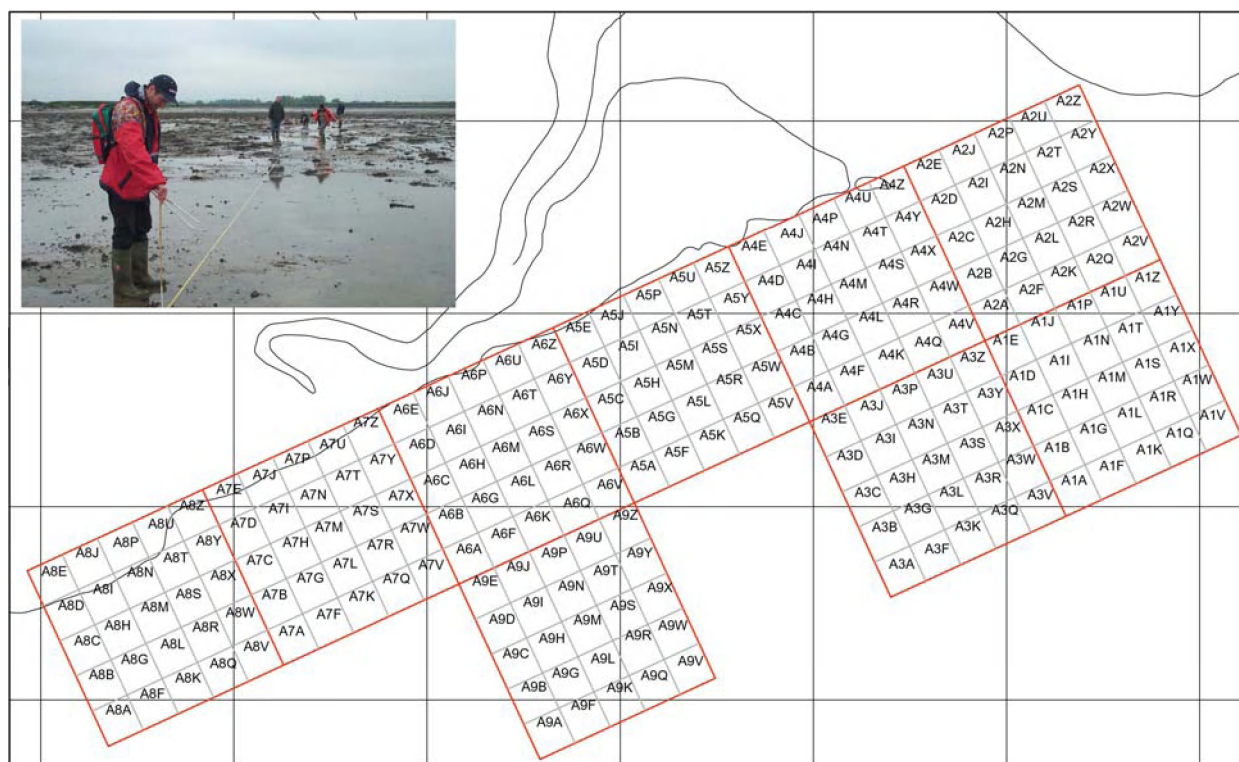 A2E A2J A2P A2U A2Z
A2D A2I A2N A2T A2Y
A2C A2H A2M A2S A2X
A2B A2G A2L A2R A2W
A2A A2F A2K A2Q A2V
A4E A4J A4P A4U A4Z
A4D A4I A4N A4T A4Y
A4C A4H A4M A4S A4X
A4B A4G A4L A4R A4W
A4A A4F A4K A4Q A4V
A5E A5J A5P A5U A5Z
A5D A5I A5N A5T A5Y
A5C A5H A5M A5S A5X
A5B A5G A5L A5R A5W
A5A A5F A5K A5Q A5V
A1E A1J A1P A1U A1Z
A1D A1I A1N A1T A1Y
A1C A1H A1M A1S A1X
A1B A1G A1L A1R A1W
A1A A1F A1K A1Q A1V
A6E A6J A6P A6U A6Z
A6D A6I A6N A6T A6Y
A6C A6H A6M A6S A6X
A6B A6G A6L A6R A6W
A6A A6F A6K A6Q A6V
A3E A3J A3P A3U A3Z
A3D A3I A3N A3T A3Y
A3C A3H A3M A3S A3X
A3B A3G A3L A3R A3W
A3A A3F A3K A3Q A3V
A7E A7J A7P A7U A7Z
A7D A7I A7N A7T A7Y
A7C A7H A7M A7S A7X
A7B A7G A7L A7R A7W
A7A A7F A7K A7Q A7V
A8E A8J A8P A8U A8Z
A8D A8I A8N A8T A8Y
A8C A8H A8M A8S A8X
A8B A8G A8L A8R A8W
A8A A8F A8K A8Q A8V
A9E A9J A9P A9U A9Z
A9D A9I A9N A9T A9Y
A9C A9H A9M A9S A9X
A9B A9G A9L A9R A9W
A9A A9F A9K A9Q A9V